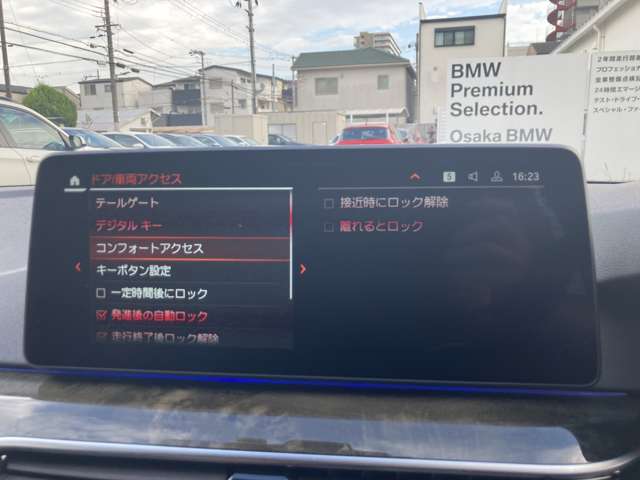 BMW
Premium
Selection.
Osaka BMW
ドア/車両アクセス
5
16:23
テールゲート
デジタル キー
コンフォートアクセス
キーボタン設定
一定時間後にロック
発進後の自動ロック
走行終了後ロック解除
接近時にロック解除
離れるとロック